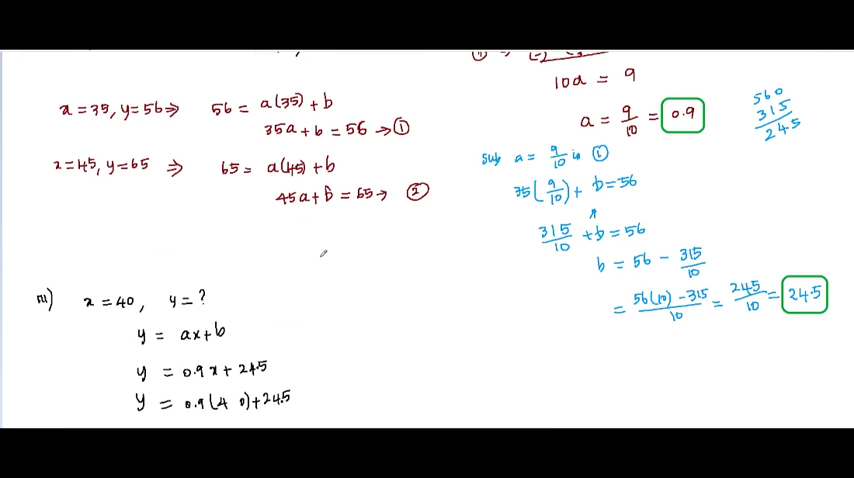 x = 35, y = 56 ⇒ 56 = a(35) + b
35a + b = 56 → ①
x = 45, y = 65 ⇒ 65 = a(45) + b
45a + b = 65 → ②
iii) x = 40, y = ?
y = ax + b
y = 0.9x + 24.5
y = 0.9(40) + 24.5
10a = 9
a = 9/10 = 0.9
Sub a = 9/10 in ①
35(9/10) + b = 56
315/10 + b = 56
b = 56 - 315/10
= 56(10) - 315/10 = 245/10 = 24.5
560
315
245